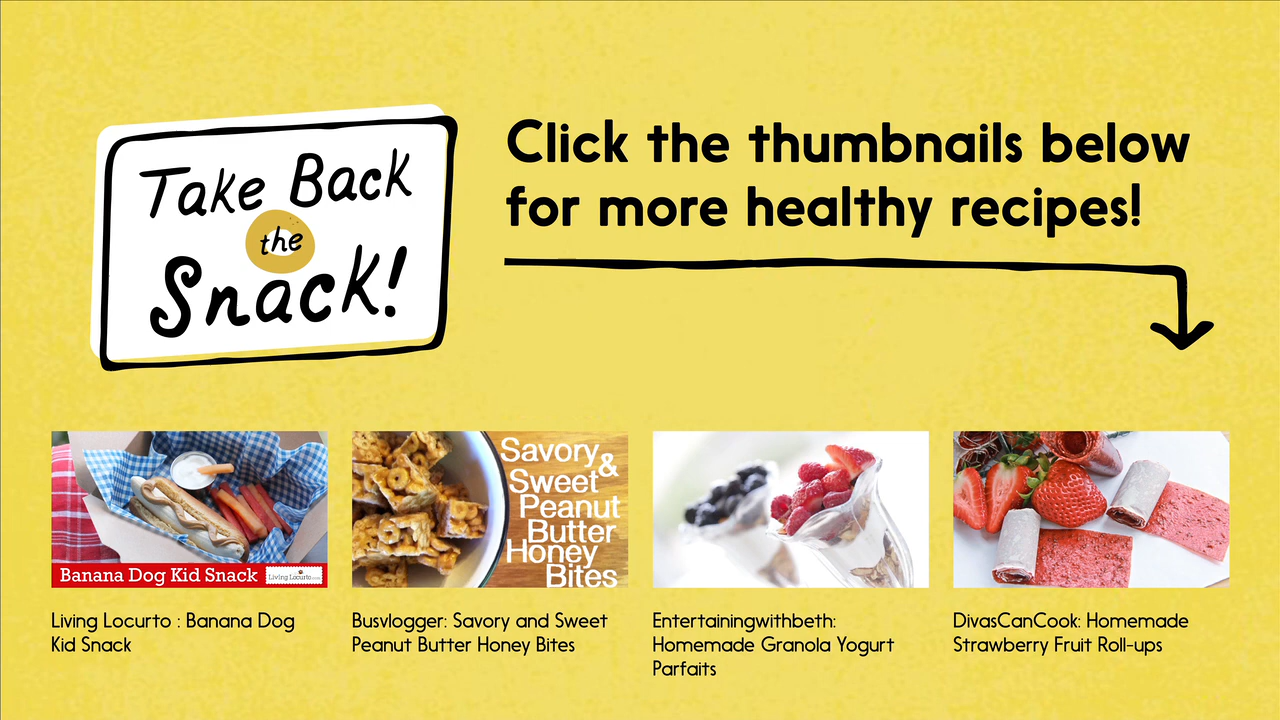 Take Back
the
Snack!
Click the thumbnails below
for more healthy recipes!
Banana Dog Kid Snack
Living Locurto
Savory
&
Sweet
Peanut
Butter
Honey
Bites
Living Locurto : Banana Dog
Kid Snack
Busvlogger: Savory and Sweet
Peanut Butter Honey Bites
Entertainingwithbeth:
Homemade Granola Yogurt
Parfaits
DivasCanCook: Homemade
Strawberry Fruit Roll-ups